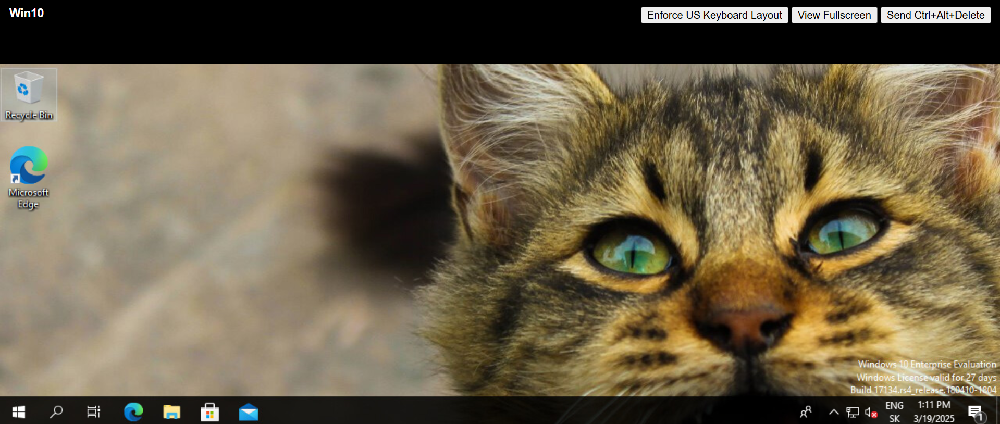 Win10
Enforce US Keyboard Layout
View Fullscreen
Send Ctrl+Alt+Delete
Recycle Bin
Microsoft
Edge
Windows 10 Enterprise Evaluation
Windows License valid for 27 days
Build 17134.rs4_release.180410-1804
ENG
SK
1:11 PM
3/19/2025
1